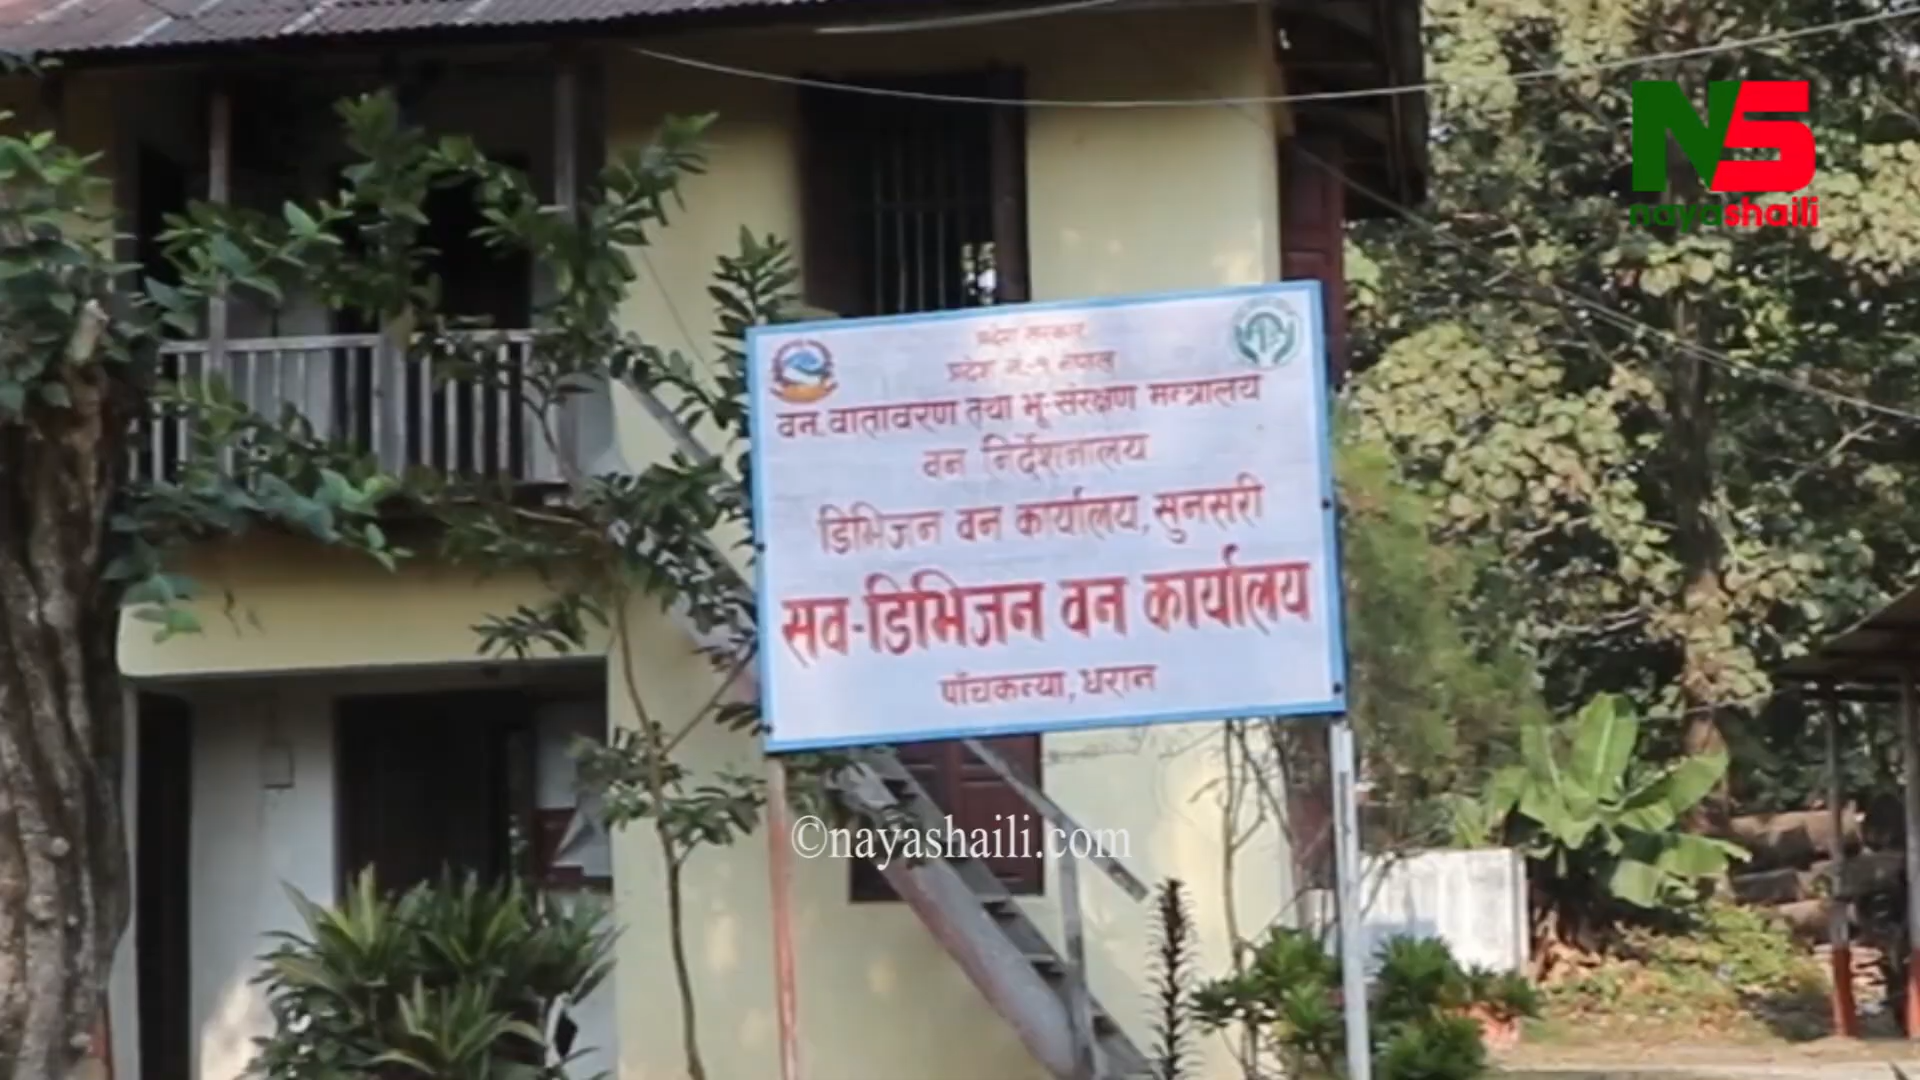 NS
nayashaili
प्रदेश सरकार
प्रदेश नं.-१ नेपाल
वन, वातावरण तथा भू-संरक्षण मन्त्रालय
वन निर्देशनालय
डिभिजन वन कार्यालय, सुनसरी
सव-डिभिजन वन कार्यालय
पाँचकन्या, धरान
©nayashaili.com